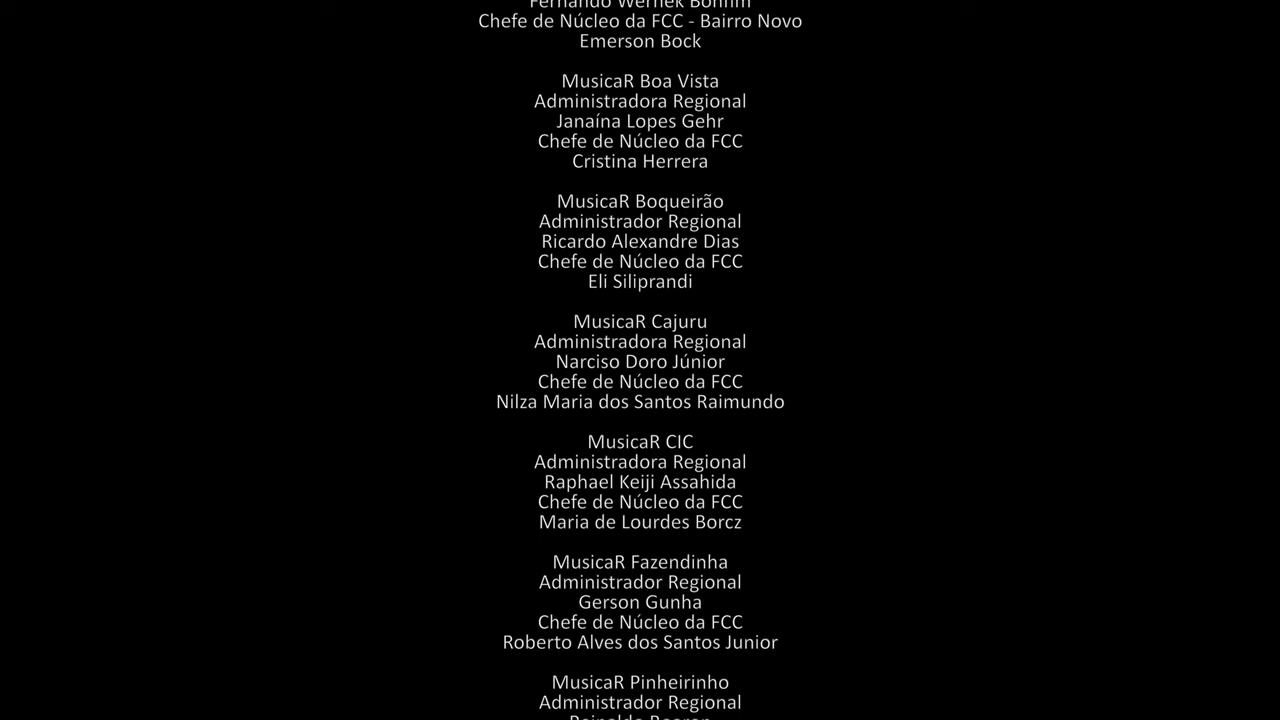 Fernando Wernek Bonfim
Chefe de Núcleo da FCC - Bairro Novo
Emerson Bock
MusicaR Boa Vista
Administradora Regional
Janaína Lopes Gehr
Chefe de Núcleo da FCC
Cristina Herrera
MusicaR Boqueirão
Administrador Regional
Ricardo Alexandre Dias
Chefe de Núcleo da FCC
Eli Siliprandi
MusicaR Cajuru
Administradora Regional
Narciso Doro Júnior
Chefe de Núcleo da FCC
Nilza Maria dos Santos Raimundo
MusicaR CIC
Administradora Regional
Raphael Keiji Assahida
Chefe de Núcleo da FCC
Maria de Lourdes Borcz
MusicaR Fazendinha
Administrador Regional
Gerson Gunha
Chefe de Núcleo da FCC
Roberto Alves dos Santos Junior
MusicaR Pinheirinho
Administrador Regional